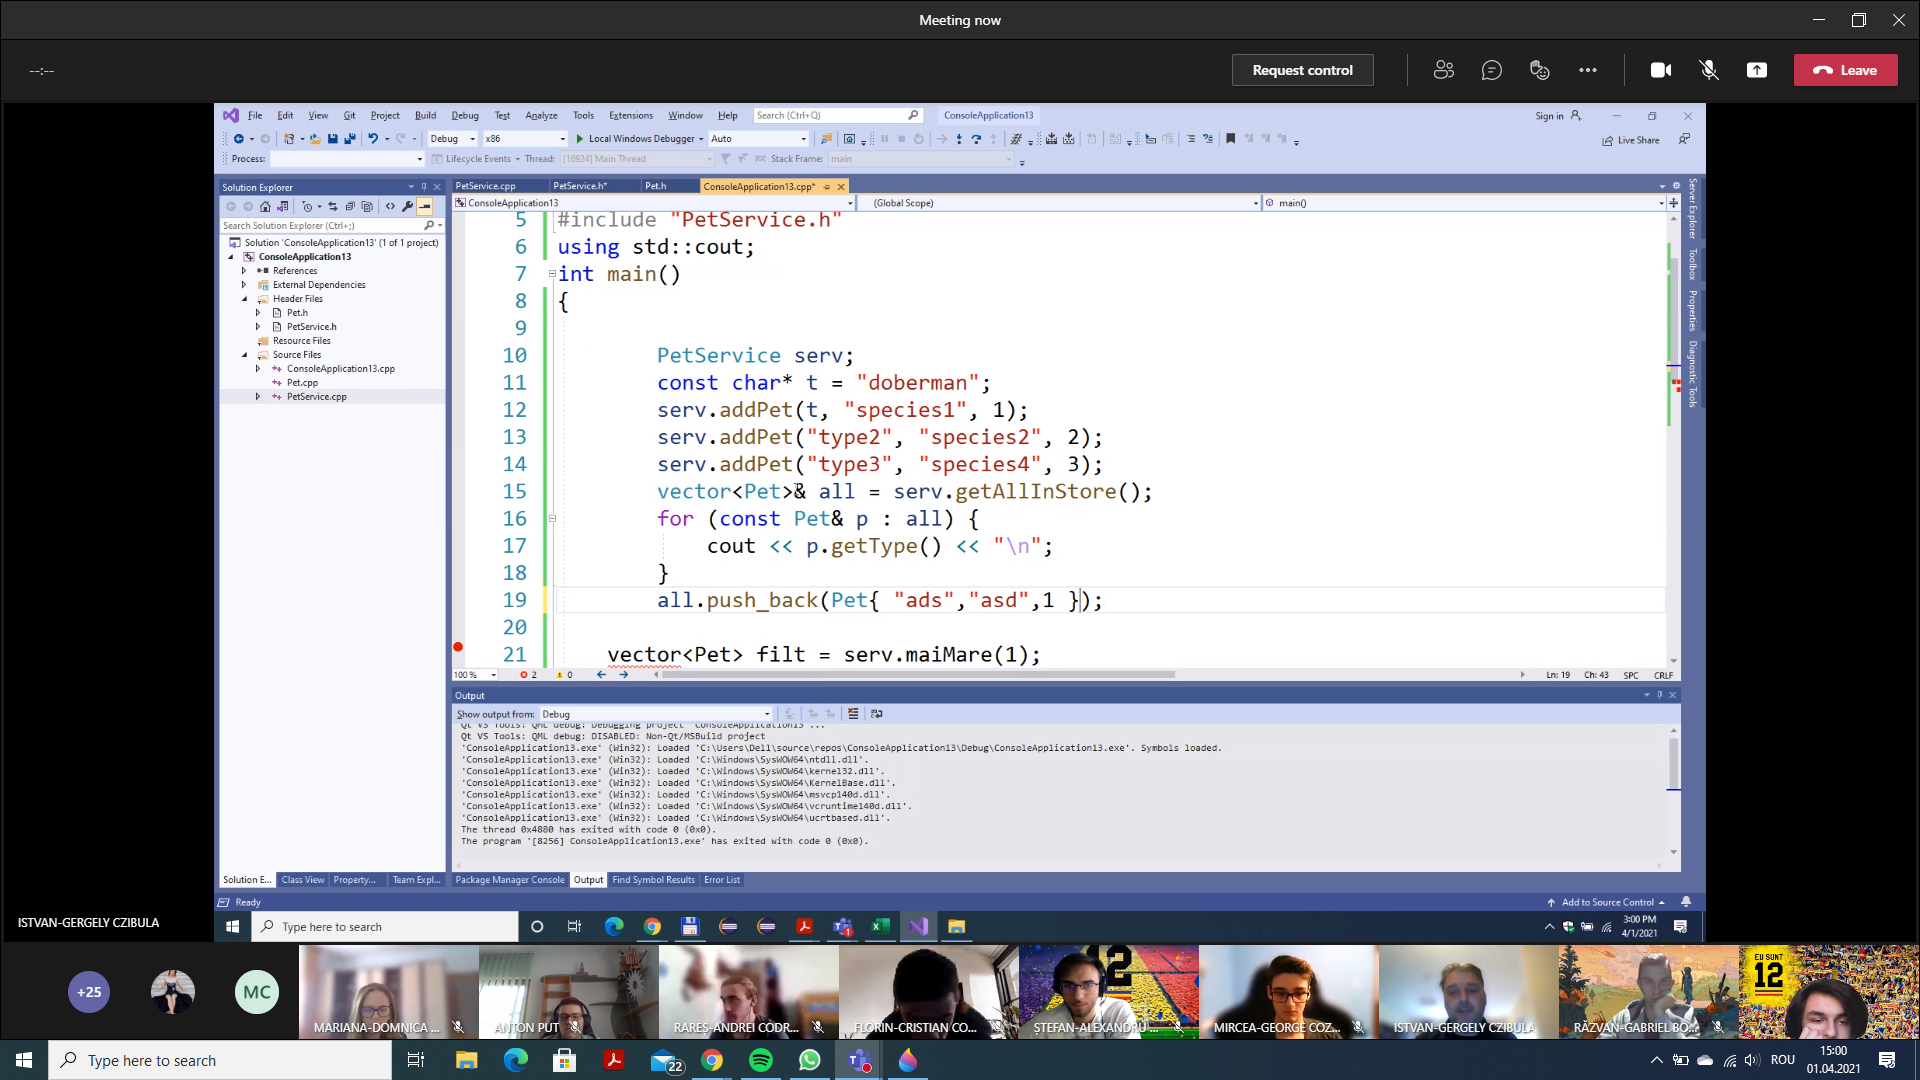 Meeting now
--:--
Request control
Leave
File Edit View Git Project Build Debug Test Analyze Tools Extensions Window Help Search (Ctrl+Q) ConsoleApplication13 Sign in
Debug x86 Local Windows Debugger Auto Live Share
Process: Lifecycle Events Thread: [16924] Main Thread Stack Frame: main
Solution Explorer
Search Solution Explorer (Ctrl+;)
Solution 'ConsoleApplication13' (1 of 1 project)
ConsoleApplication13
References
External Dependencies
Header Files
Pet.h
PetService.h
Resource Files
Source Files
ConsoleApplication13.cpp
Pet.cpp
PetService.cpp
Solution E... Class View Property... Team Expl...
PetService.cpp PetService.h* Pet.h ConsoleApplication13.cpp*
ConsoleApplication13 (Global Scope) main()
5 #include "PetService.h"
6 using std::cout;
7 int main()
8 {
9
10 PetService serv;
11 const char* t = "doberman";
12 serv.addPet(t, "species1", 1);
13 serv.addPet("type2", "species2", 2);
14 serv.addPet("type3", "species4", 3);
15 vector<Pet>& all = serv.getAllInStore();
16 for (const Pet& p : all) {
17 cout << p.getType() << "\n";
18 }
19 all.push_back(Pet{ "ads","asd",1 });
20
21 vector<Pet> filt = serv.maiMare(1);
100 % 2 0 Ln: 19 Ch: 43 SPC CRLF
Output
Show output from: Debug
Qt VS Tools: QML debug: Debugging project 'ConsoleApplication13'...
Qt VS Tools: QML debug: DISABLED: Non-Qt/MSBuild project
'ConsoleApplication13.exe' (Win32): Loaded 'C:\Users\Dell\source\repos\ConsoleApplication13\Debug\ConsoleApplication13.exe'. Symbols loaded.
'ConsoleApplication13.exe' (Win32): Loaded 'C:\Windows\SysWOW64\ntdll.dll'.
'ConsoleApplication13.exe' (Win32): Loaded 'C:\Windows\SysWOW64\kernel32.dll'.
'ConsoleApplication13.exe' (Win32): Loaded 'C:\Windows\SysWOW64\KernelBase.dll'.
'ConsoleApplication13.exe' (Win32): Loaded 'C:\Windows\SysWOW64\msvcp140d.dll'.
'ConsoleApplication13.exe' (Win32): Loaded 'C:\Windows\SysWOW64\vcruntime140d.dll'.
'ConsoleApplication13.exe' (Win32): Loaded 'C:\Windows\SysWOW64\ucrtbased.dll'.
The thread 0x4880 has exited with code 0 (0x0).
The program '[8256] ConsoleApplication13.exe' has exited with code 0 (0x0).
Package Manager Console Output Find Symbol Results Error List
Server Explorer
Toolbox
Properties
Diagnostic Tools
Ready Add to Source Control
Type here to search
3:00 PM
4/1/2021
ISTVAN-GERGELY CZIBULA
+25
MC
MARIANA-DOMNICA ...
ANTON PUT
RAREȘ-ANDREI CODR...
FLORIN-CRISTIAN CO...
ȘTEFAN-ALEXANDRU ...
12
MIRCEA-GEORGE COZ...
ISTVAN-GERGELY CZIBULA
RĂZVAN-GABRIEL BO...
EU SUNT
12
Type here to search
22
ROU
15:00
01.04.2021